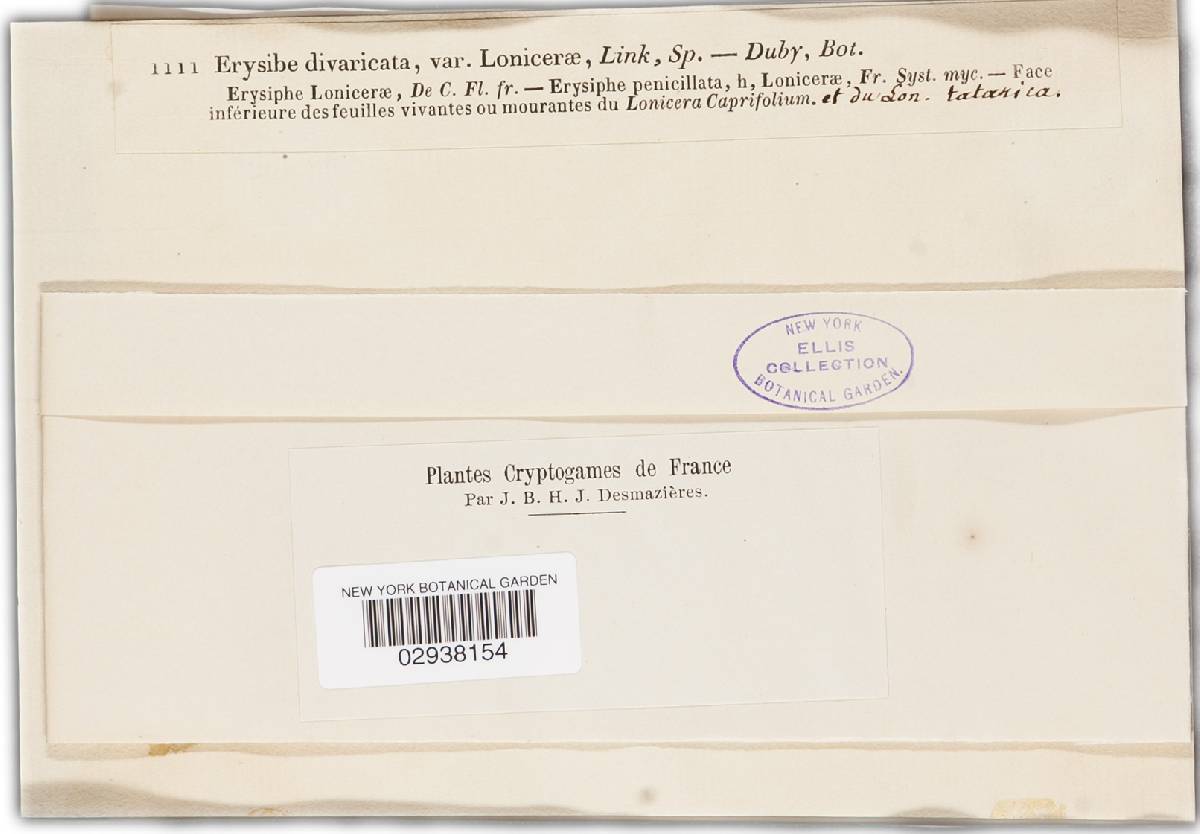 1111 Erysibe divaricata, var. Loniceræ, Link, Sp. — Duby, Bot.
Erysiphe Loniceræ, De C. Fl. fr. — Erysiphe penicillata, h, Loniceræ, Fr. Syst. myc. — Face
inférieure des feuilles vivantes ou mourantes du Lonicera Caprifolium. et du Lon. tatarica.
NEW YORK
ELLIS
COLLECTION
BOTANICAL GARDEN.
Plantes Cryptogames de France
Par J. B. H. J. Desmazières.
NEW YORK BOTANICAL GARDEN
02938154